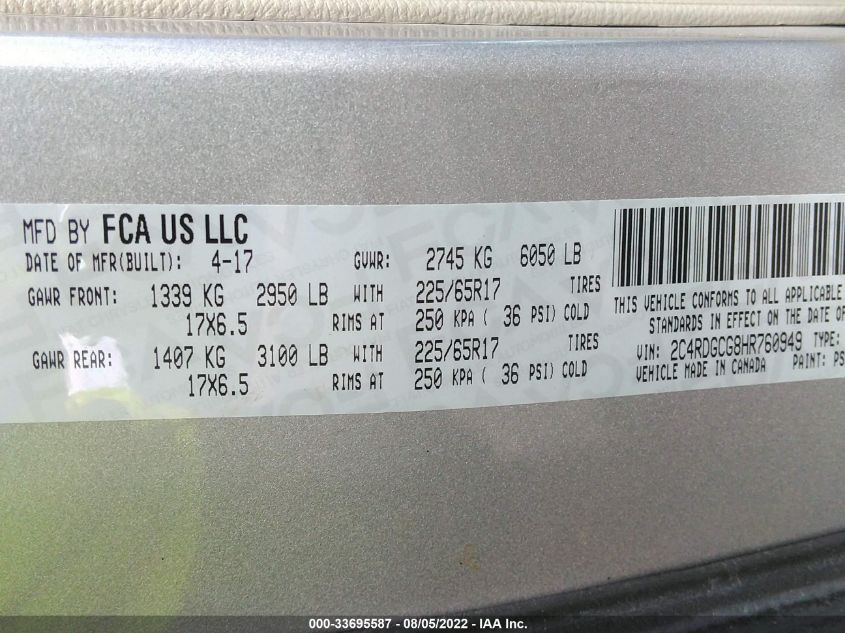 MFD BY FCA US LLC
DATE OF MFR(BUILT): 4-17 GVWR: 2745 KG 6050 LB
GAWR FRONT: 1339 KG 2950 LB WITH 225/65R17 TIRES
17X6.5 RIMS AT 250 KPA ( 36 PSI) COLD
GAWR REAR: 1407 KG 3100 LB WITH 225/65R17 TIRES
17X6.5 RIMS AT 250 KPA ( 36 PSI) COLD
THIS VEHICLE CONFORMS TO ALL APPLICABLE
STANDARDS IN EFFECT ON THE DATE OF
VIN: 2C4RDGCG8HR760949 TYPE:
VEHICLE MADE IN CANADA PAINT: PS
000-33695587 - 08/05/2022 - IAA Inc.